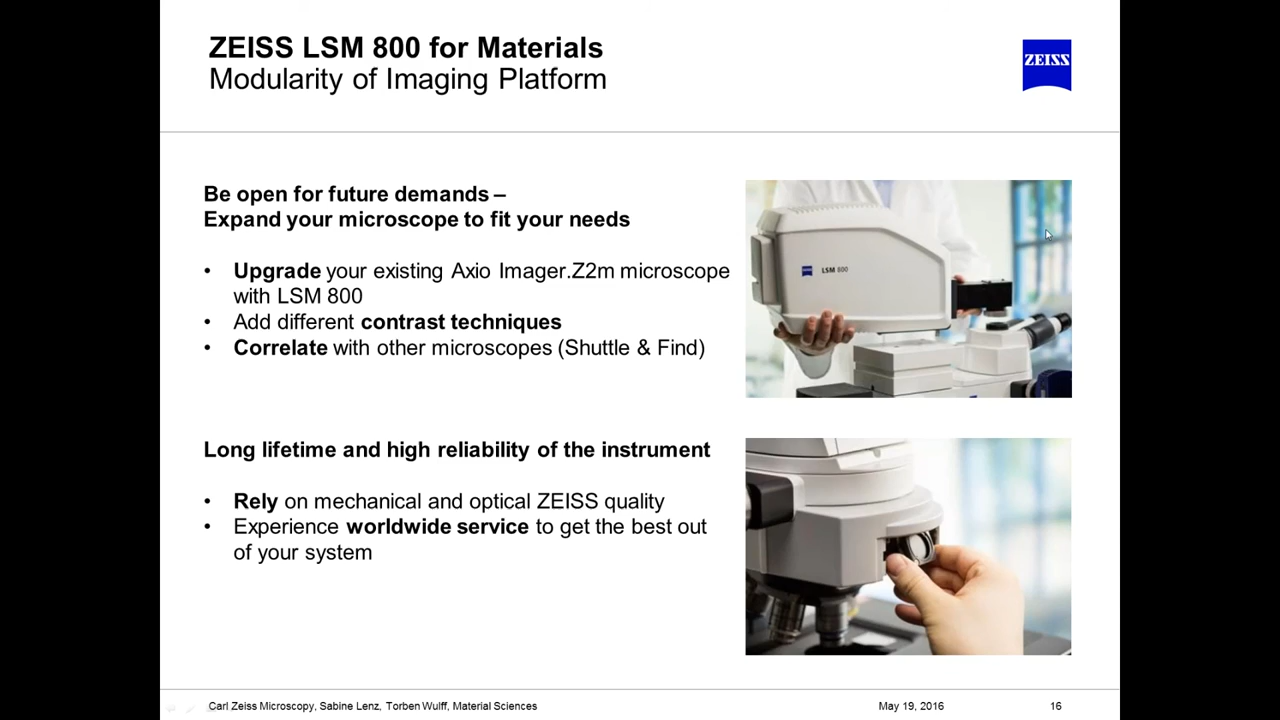 ZEISS LSM 800 for Materials
Modularity of Imaging Platform
ZEISS
Be open for future demands –
Expand your microscope to fit your needs
• Upgrade your existing Axio Imager.Z2m microscope
with LSM 800
• Add different contrast techniques
• Correlate with other microscopes (Shuttle & Find)
LSM 800
Long lifetime and high reliability of the instrument
• Rely on mechanical and optical ZEISS quality
• Experience worldwide service to get the best out
of your system
Carl Zeiss Microscopy, Sabine Lenz, Torben Wulff, Material Sciences
May 19, 2016
16